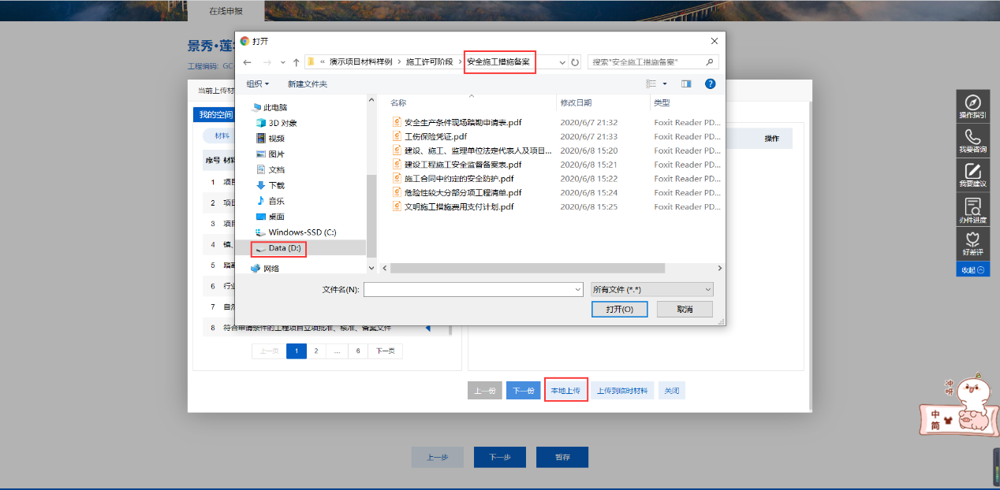 在线申报
景秀•莲
工程编码: GC
当前上传材
我的空间
材料
序号 材料
1 项目
2 项目
3 项目
4 镇、
5 踏勘
6 行业
7 自然
8 符合申请条件的工程项目立项批准、核准、备案文件
上一页 1 2 ... 6 下一页
操作
打开
« 演示项目材料样例 › 施工许可阶段 › 安全施工措施备案
搜索"安全施工措施备案"
组织 新建文件夹
此电脑
3D 对象
视频
图片
文档
下载
音乐
桌面
Windows-SSD (C:)
Data (D:)
网络
名称 修改日期 类型
安全生产条件现场踏勘申请表.pdf 2020/6/7 21:32 Foxit Reader PD...
工伤保险凭证.pdf 2020/6/7 21:33 Foxit Reader PD...
建设、施工、监理单位法定代表人及项目... 2020/6/8 15:20 Foxit Reader PD...
建设工程施工安全监督备案表.pdf 2020/6/8 15:21 Foxit Reader PD...
施工合同中约定的安全防护.pdf 2020/6/8 15:22 Foxit Reader PD...
危险性较大分部分项工程清单.pdf 2020/6/8 15:24 Foxit Reader PD...
文明施工措施费用支付计划.pdf 2020/6/8 15:25 Foxit Reader PD...
文件名(N):
所有文件 (*.*)
打开(O) 取消
上一份 下一份 本地上传 上传到临时材料 关闭
上一步 下一步 暂存
操作指引
我要咨询
我要建议
办件进度
好差评
收起
冲呀
中
简